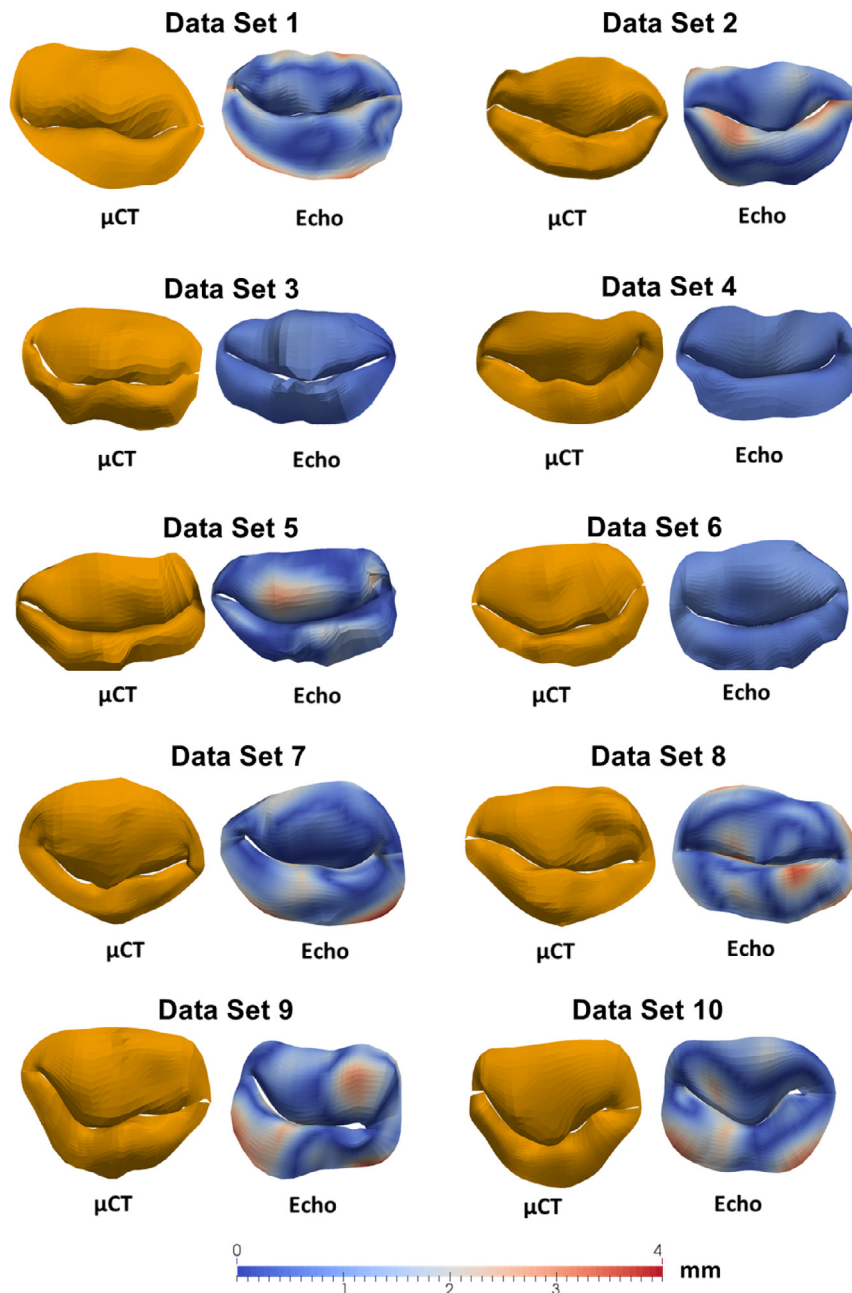 Data Set 1 Data Set 2
μCT Echo μCT Echo
Data Set 3 Data Set 4
μCT Echo μCT Echo
Data Set 5 Data Set 6
μCT Echo μCT Echo
Data Set 7 Data Set 8
μCT Echo μCT Echo
Data Set 9 Data Set 10
μCT Echo μCT Echo
0 4 mm
1 2 3